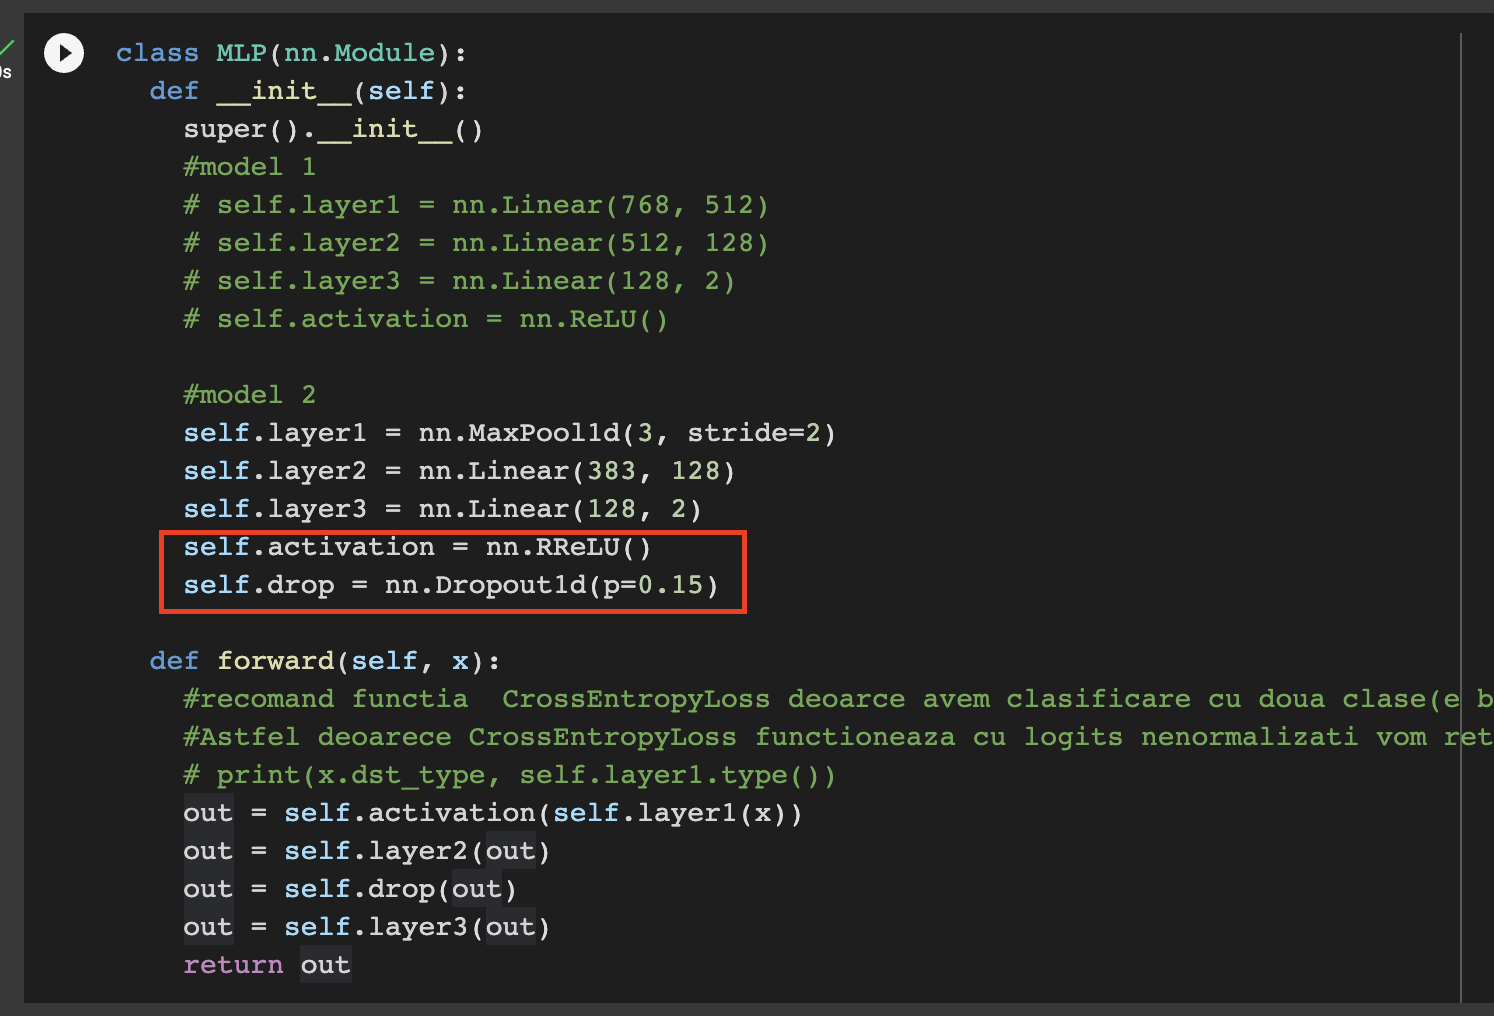 class MLP(nn.Module):
def __init__(self):
super().__init__()
#model 1
# self.layer1 = nn.Linear(768, 512)
# self.layer2 = nn.Linear(512, 128)
# self.layer3 = nn.Linear(128, 2)
# self.activation = nn.ReLU()
#model 2
self.layer1 = nn.MaxPool1d(3, stride=2)
self.layer2 = nn.Linear(383, 128)
self.layer3 = nn.Linear(128, 2)
self.activation = nn.RReLU()
self.drop = nn.Dropout1d(p=0.15)
def forward(self, x):
#recomand functia  CrossEntropyLoss deoarce avem clasificare cu doua clase(e
#Astfel deoarece CrossEntropyLoss functioneaza cu logits nenormalizati vom
# print(x.dst_type, self.layer1.type())
out = self.activation(self.layer1(x))
out = self.layer2(out)
out = self.drop(out)
out = self.layer3(out)
return out